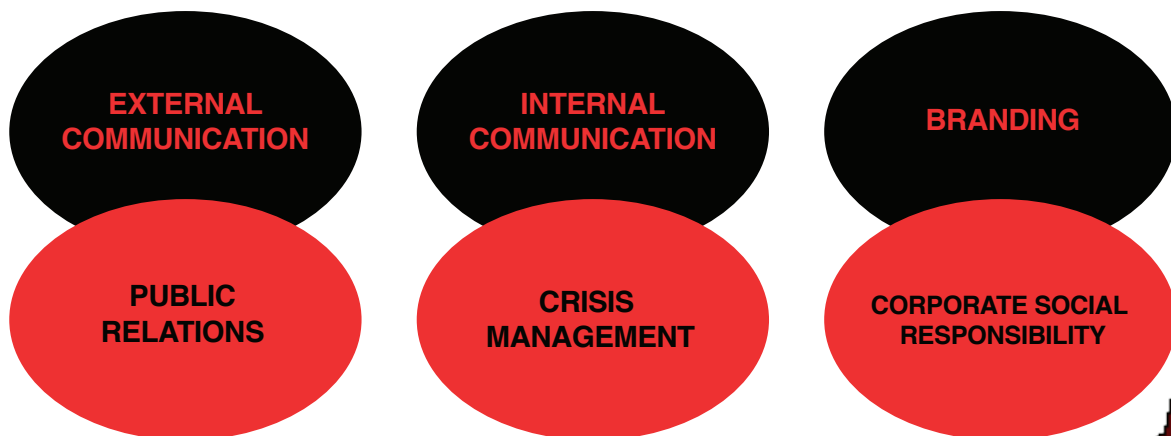 EXTERNAL
COMMUNICATION
INTERNAL
COMMUNICATION
BRANDING
PUBLIC
RELATIONS
CRISIS
MANAGEMENT
CORPORATE SOCIAL
RESPONSIBILITY